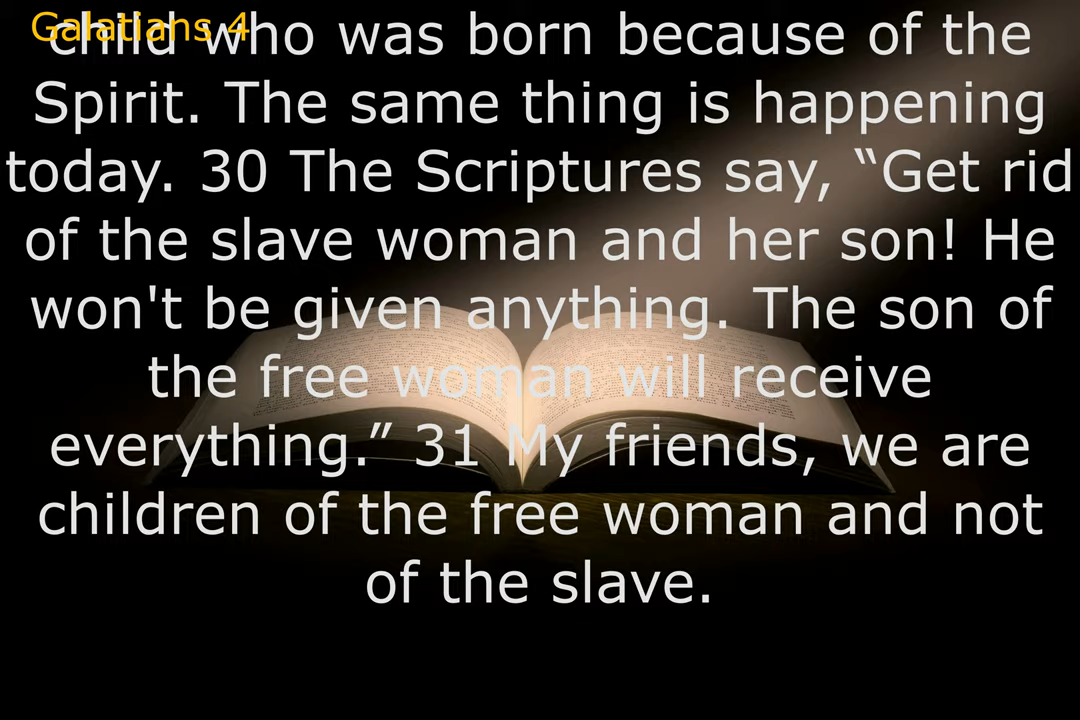 Galatians 4
child who was born because of the
Spirit. The same thing is happening
today. 30 The Scriptures say, “Get rid
of the slave woman and her son! He
won't be given anything. The son of
the free woman will receive
everything.” 31 My friends, we are
children of the free woman and not
of the slave.